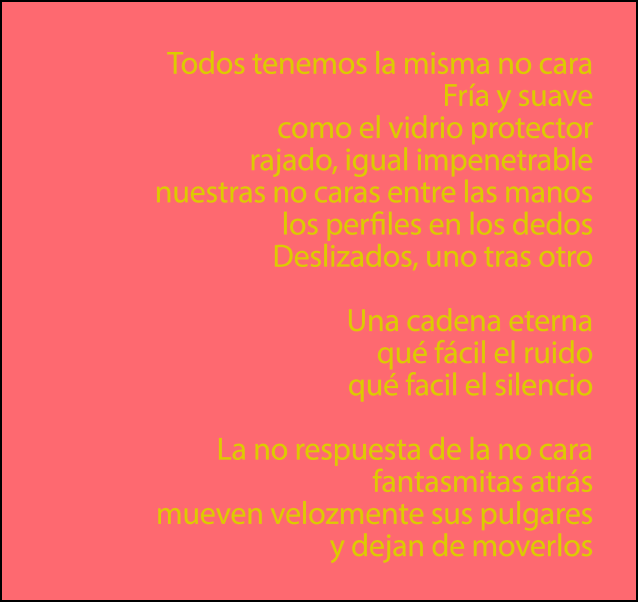 Todos tenemos la misma no cara
Fría y suave
como el vidrio protector
rajado, igual impenetrable
nuestras no caras entre las manos
los perfiles en los dedos
Deslizados, uno tras otro
Una cadena eterna
qué fácil el ruido
qué facil el silencio
La no respuesta de la no cara
fantasmitas atrás
mueven velozmente sus pulgares
y dejan de moverlos